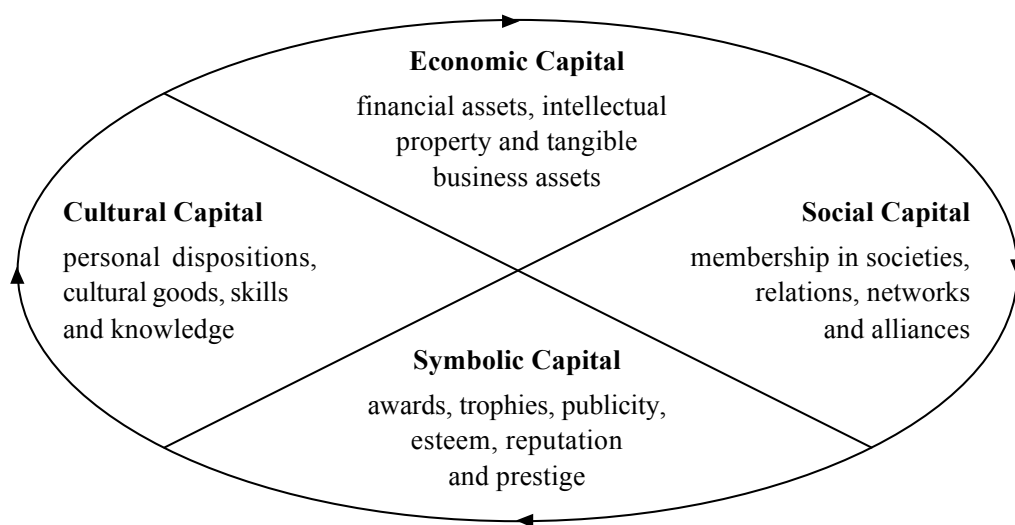 Economic Capital
financial assets, intellectual
property and tangible
business assets
Cultural Capital
personal dispositions,
cultural goods, skills
and knowledge
Social Capital
membership in societies,
relations, networks
and alliances
Symbolic Capital
awards, trophies, publicity,
esteem, reputation
and prestige